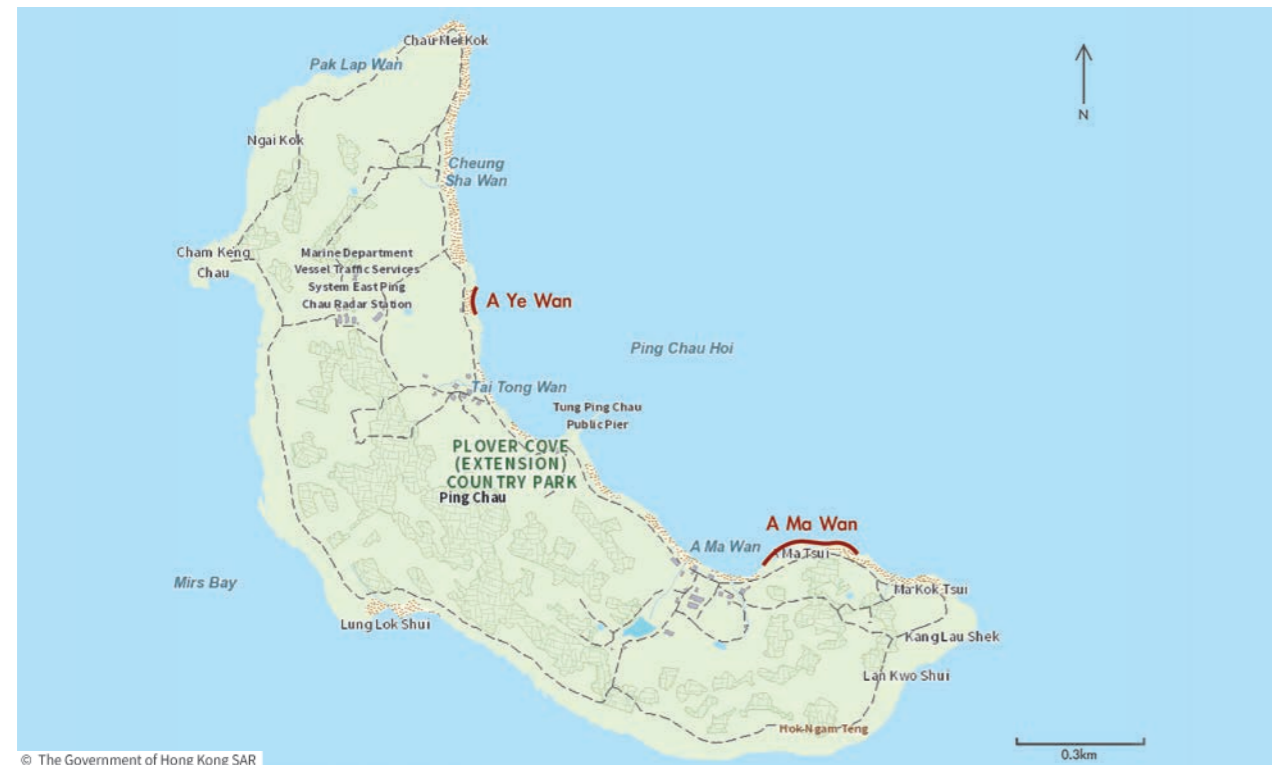 Chau Mei Kok
Pak Lap Wan
N
Ngai Kok
Cheung
Sha Wan
Cham Keng
Chau
Marine Department
Vessel Traffic Services
System East Ping
Chau Radar Station
A Ye Wan
Ping Chau Hoi
Tai Tong Wan
Tung Ping Chau
Public Pier
PLOVER COVE
(EXTENSION)
COUNTRY PARK
Ping Chau
A Ma Wan
A Ma Wan
A Ma Tsui
Mirs Bay
Ma Kok Tsui
Lung Lok Shui
Kang Lau Shek
Lan Kwo Shui
Hok Ngam Teng
0.3km
© The Government of Hong Kong SAR